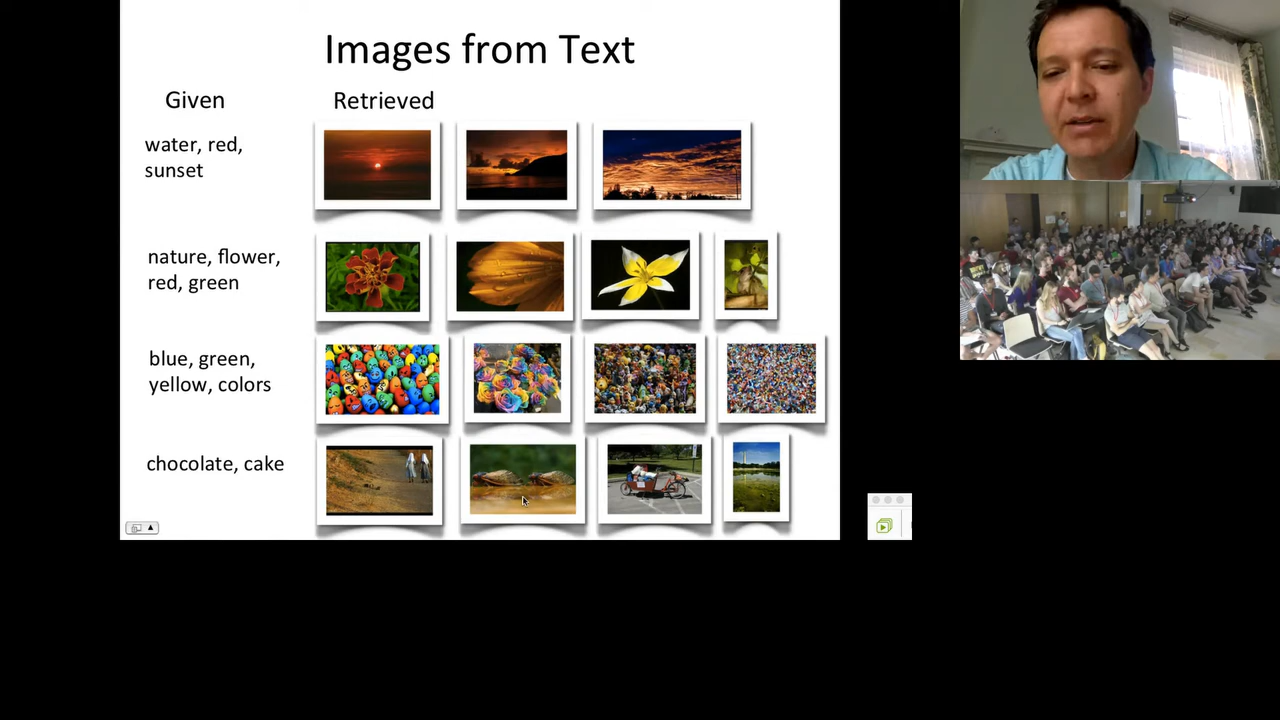 Images from Text
Given
Retrieved
water, red,
sunset
nature, flower,
red, green
blue, green,
yellow, colors
chocolate, cake